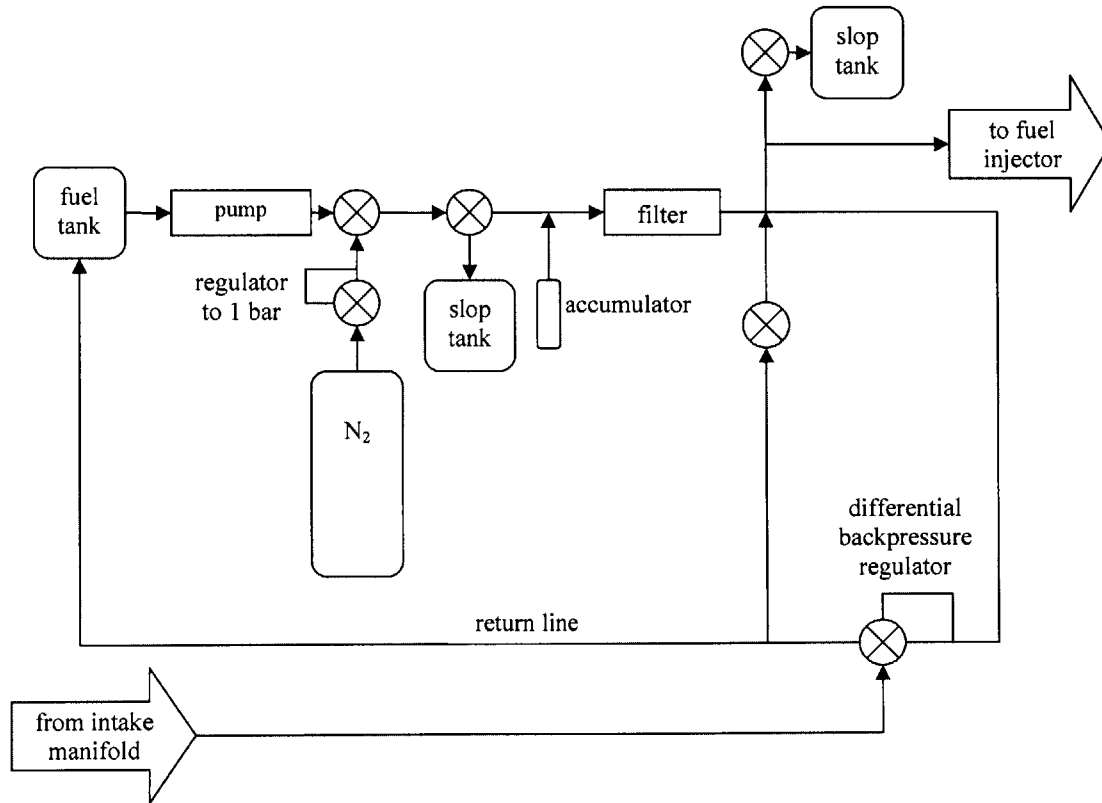 slop
tank
to fuel
injector
fuel
tank
pump
filter
regulator
to 1 bar
slop
tank
accumulator
N₂
differential
backpressure
regulator
return line
from intake
manifold